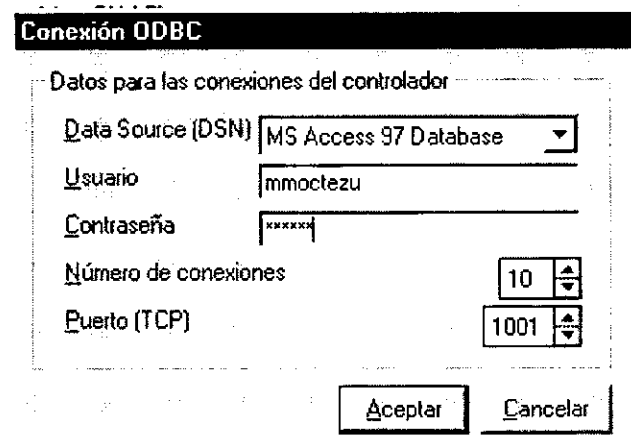 Conexión ODBC
Datos para las conexiones del controlador
Data Source (DSN) MS Access 97 Database
Usuario mmoctezu
Contraseña ******
Número de conexiones 10
Puerto (TCP) 1001
Aceptar Cancelar